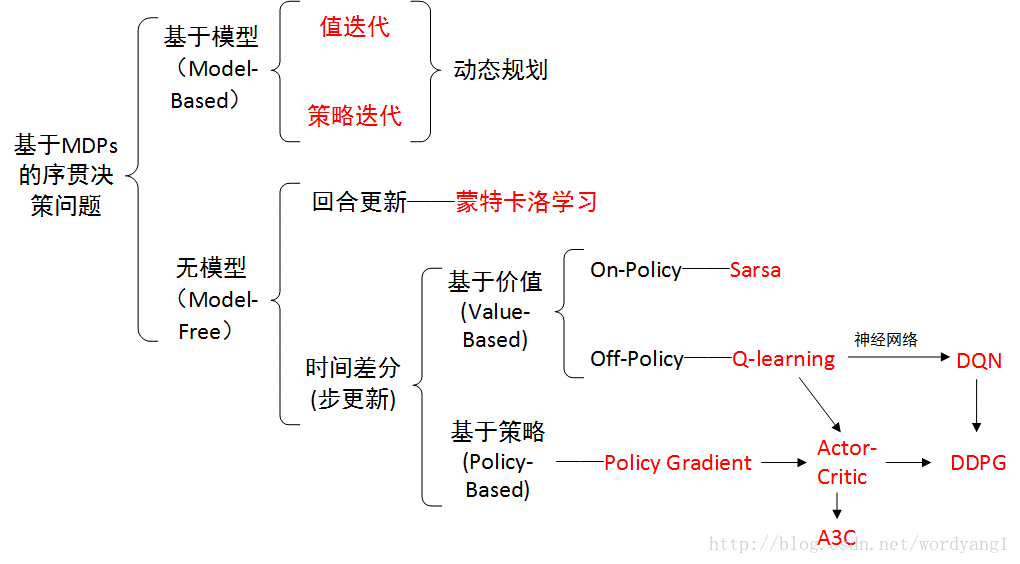 基于MDPs
的序贯决
策问题
基于模型
（Model-
Based）
值迭代
策略迭代
动态规划
无模型
（Model-
Free）
回合更新
蒙特卡洛学习
时间差分
(步更新)
基于价值
(Value-
Based)
On-Policy
Sarsa
Off-Policy
Q-learning
神经网络
DQN
基于策略
(Policy-
Based)
Policy Gradient
Actor-
Critic
DDPG
A3C
http://blog.csdn.net/wordyang1